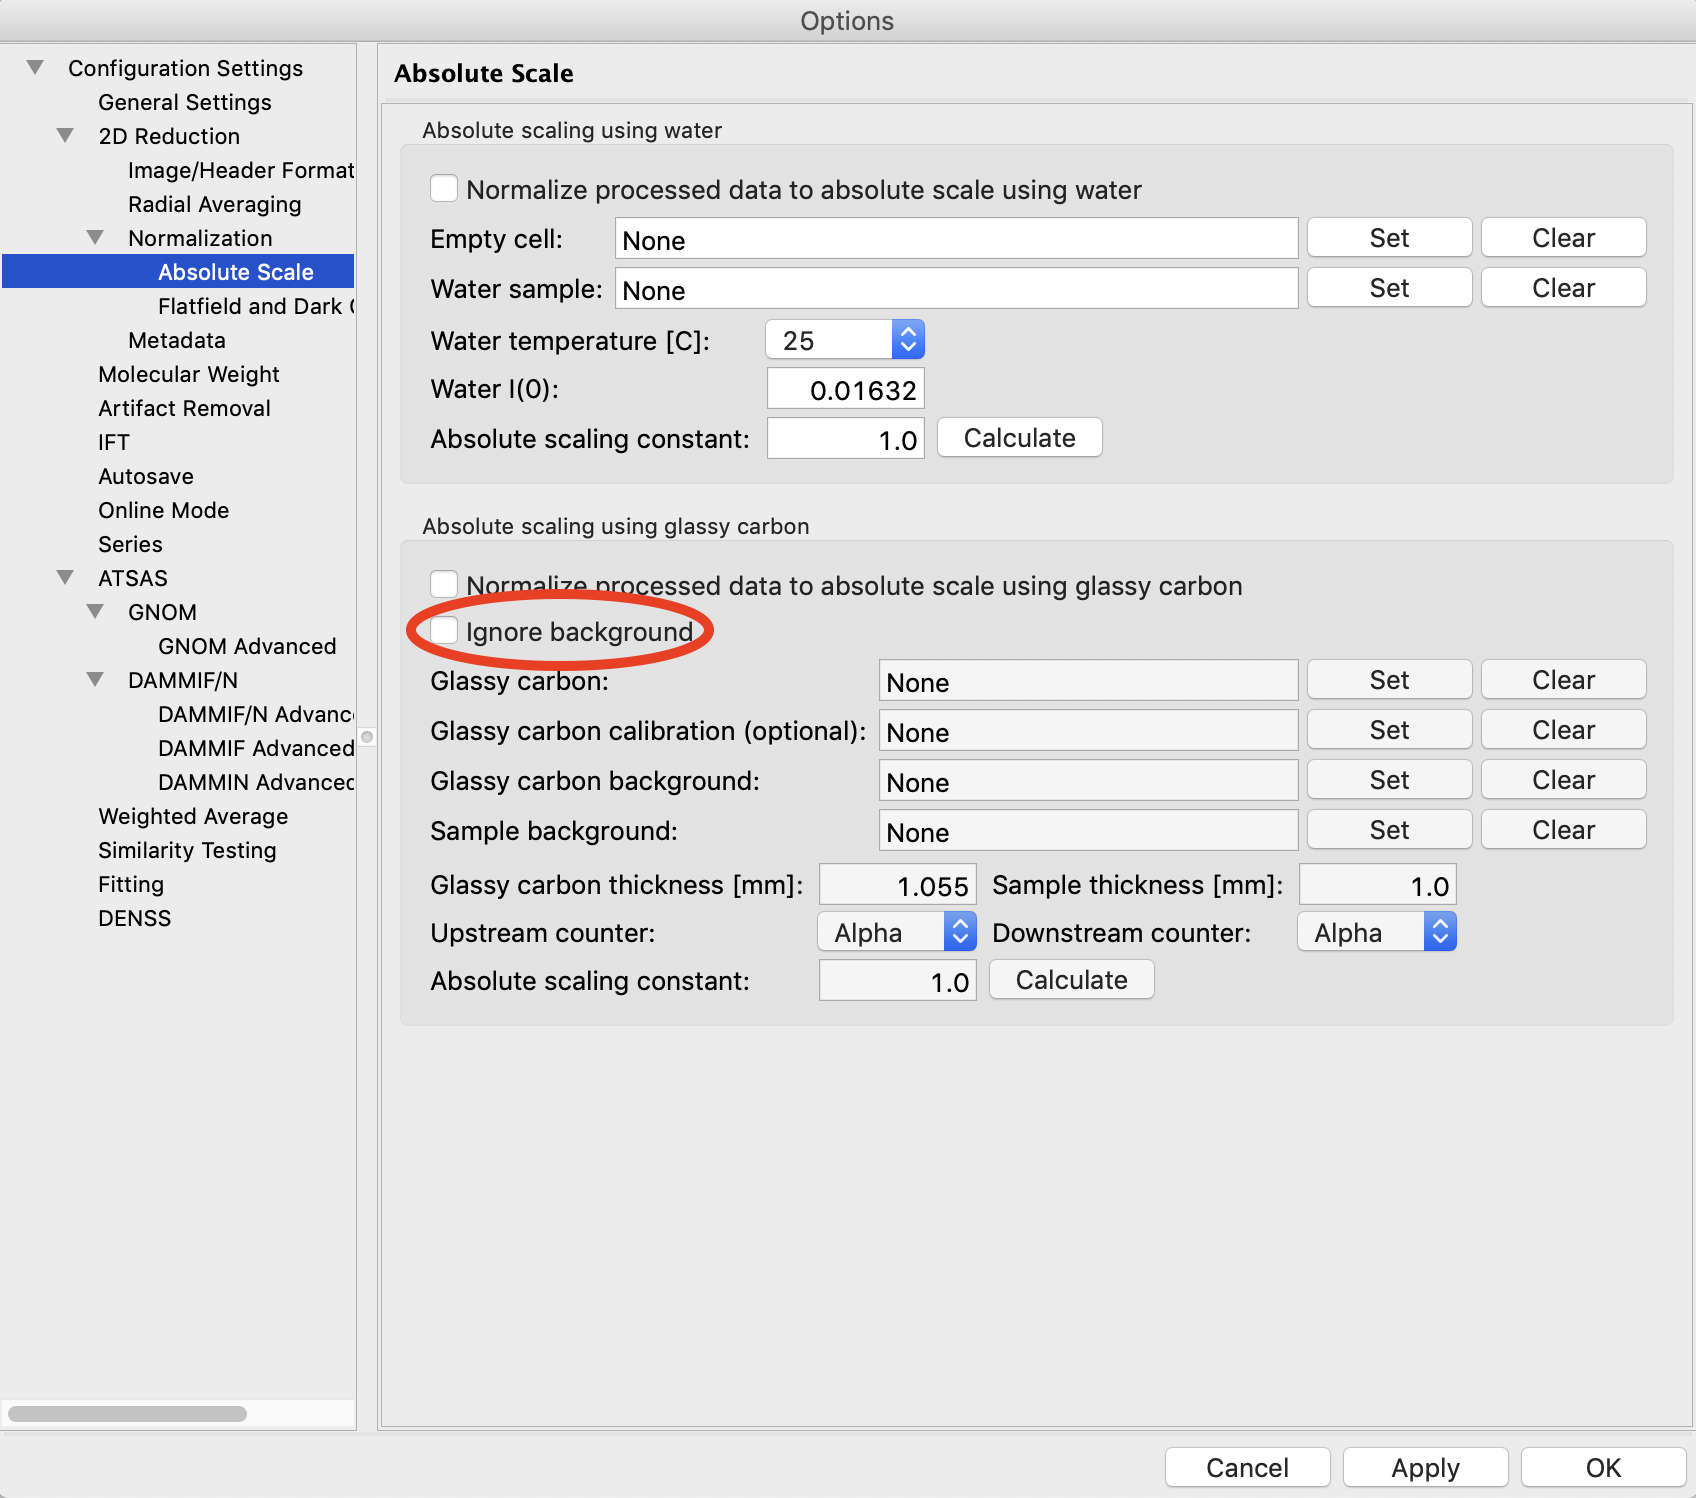 Options
Configuration Settings
General Settings
2D Reduction
Image/Header Format
Radial Averaging
Normalization
Absolute Scale
Flatfield and Dark
Metadata
Molecular Weight
Artifact Removal
IFT
Autosave
Online Mode
Series
ATSAS
GNOM
GNOM Advanced
DAMMIF/N
DAMMIF/N Advanc
DAMMIF Advanced
DAMMIN Advanced
Weighted Average
Similarity Testing
Fitting
DENSS
Absolute Scale
Absolute scaling using water
Normalize processed data to absolute scale using water
Empty cell: None Set Clear
Water sample: None Set Clear
Water temperature [C]: 25
Water I(0): 0.01632
Absolute scaling constant: 1.0 Calculate
Absolute scaling using glassy carbon
Normalize processed data to absolute scale using glassy carbon
Ignore background
Glassy carbon: None Set Clear
Glassy carbon calibration (optional): None Set Clear
Glassy carbon background: None Set Clear
Sample background: None Set Clear
Glassy carbon thickness [mm]: 1.055 Sample thickness [mm]: 1.0
Upstream counter: Alpha Downstream counter: Alpha
Absolute scaling constant: 1.0 Calculate
Cancel Apply OK